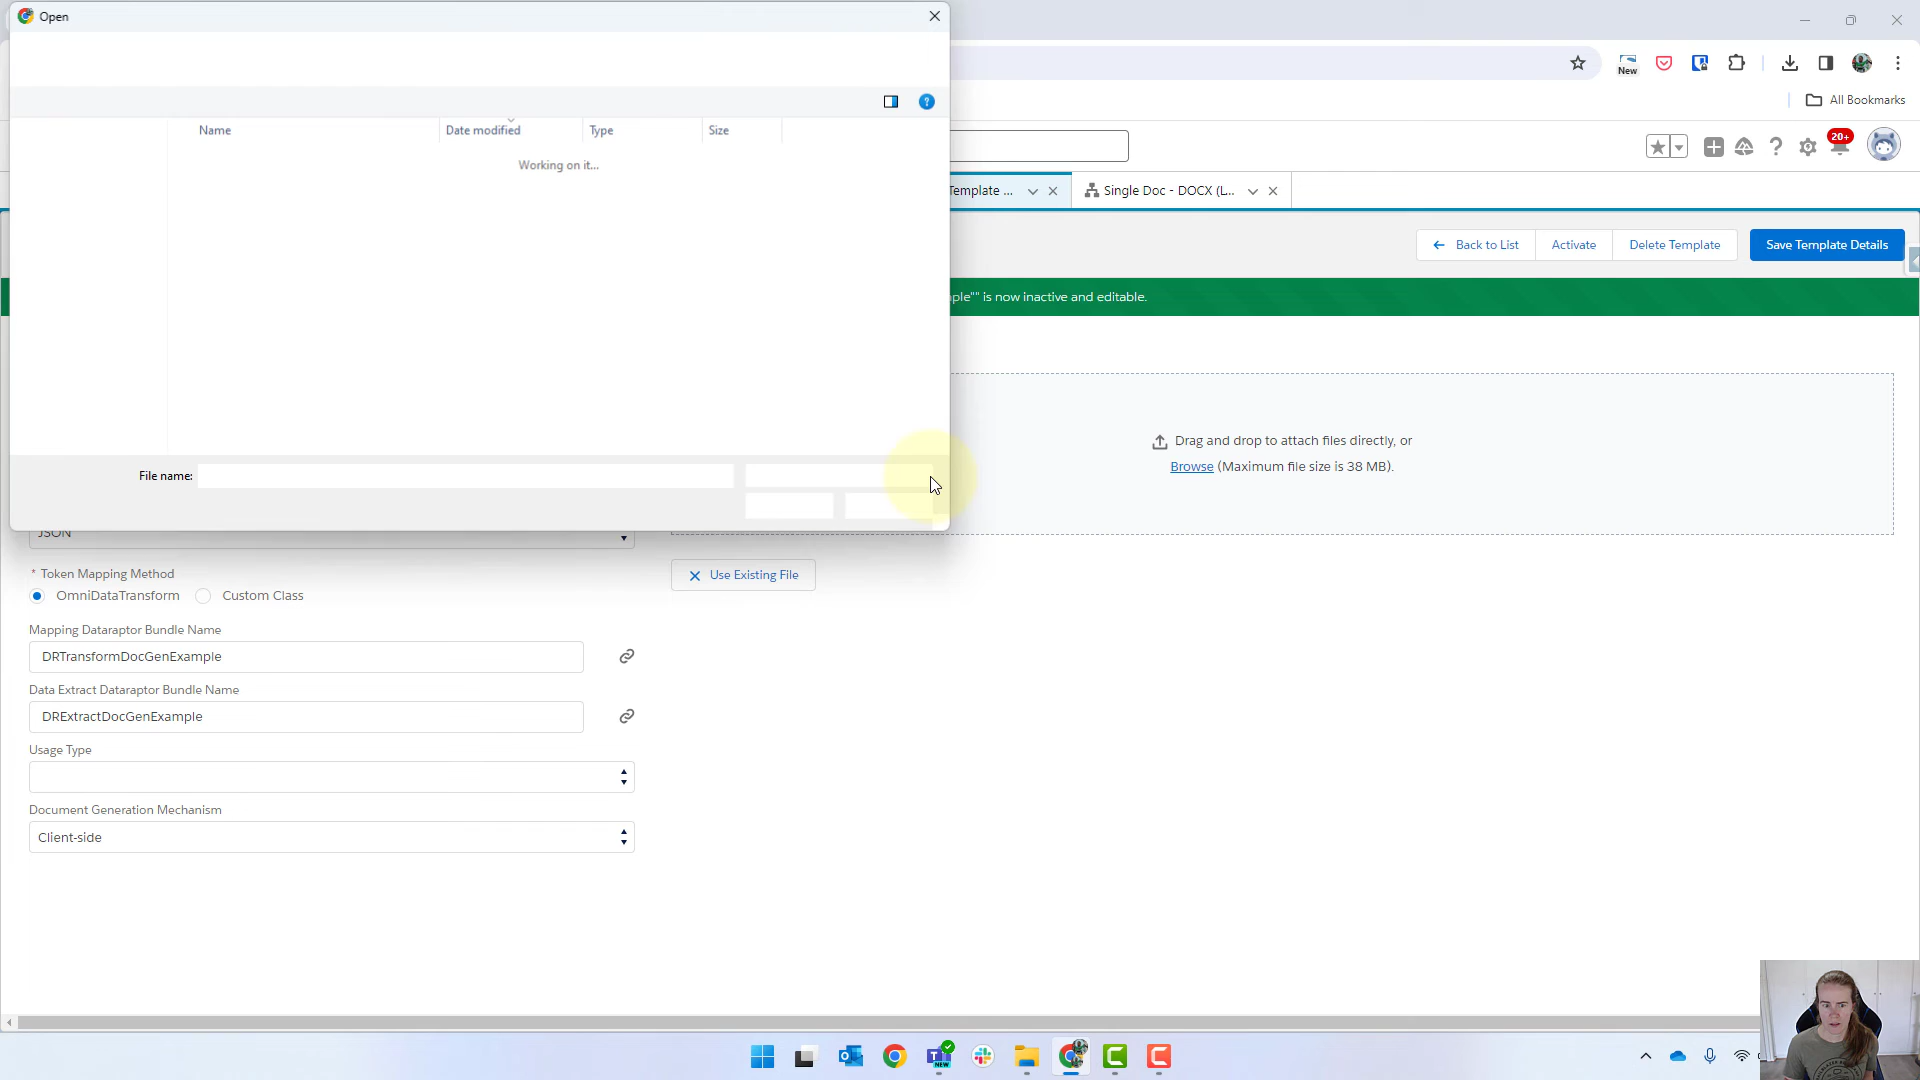 Open
Name
Date modified
Type
Size
Working on it...
File name:
New
All Bookmarks
20+
Template ...
Single Doc - DOCX (L...
Back to List
Activate
Delete Template
Save Template Details
ple"" is now inactive and editable.
Drag and drop to attach files directly, or
Browse (Maximum file size is 38 MB).
Use Existing File
JSON
* Token Mapping Method
OmniDataTransform
Custom Class
Mapping Dataraptor Bundle Name
DRTransformDocGenExample
Data Extract Dataraptor Bundle Name
DRExtractDocGenExample
Usage Type
Document Generation Mechanism
Client-side
NEW